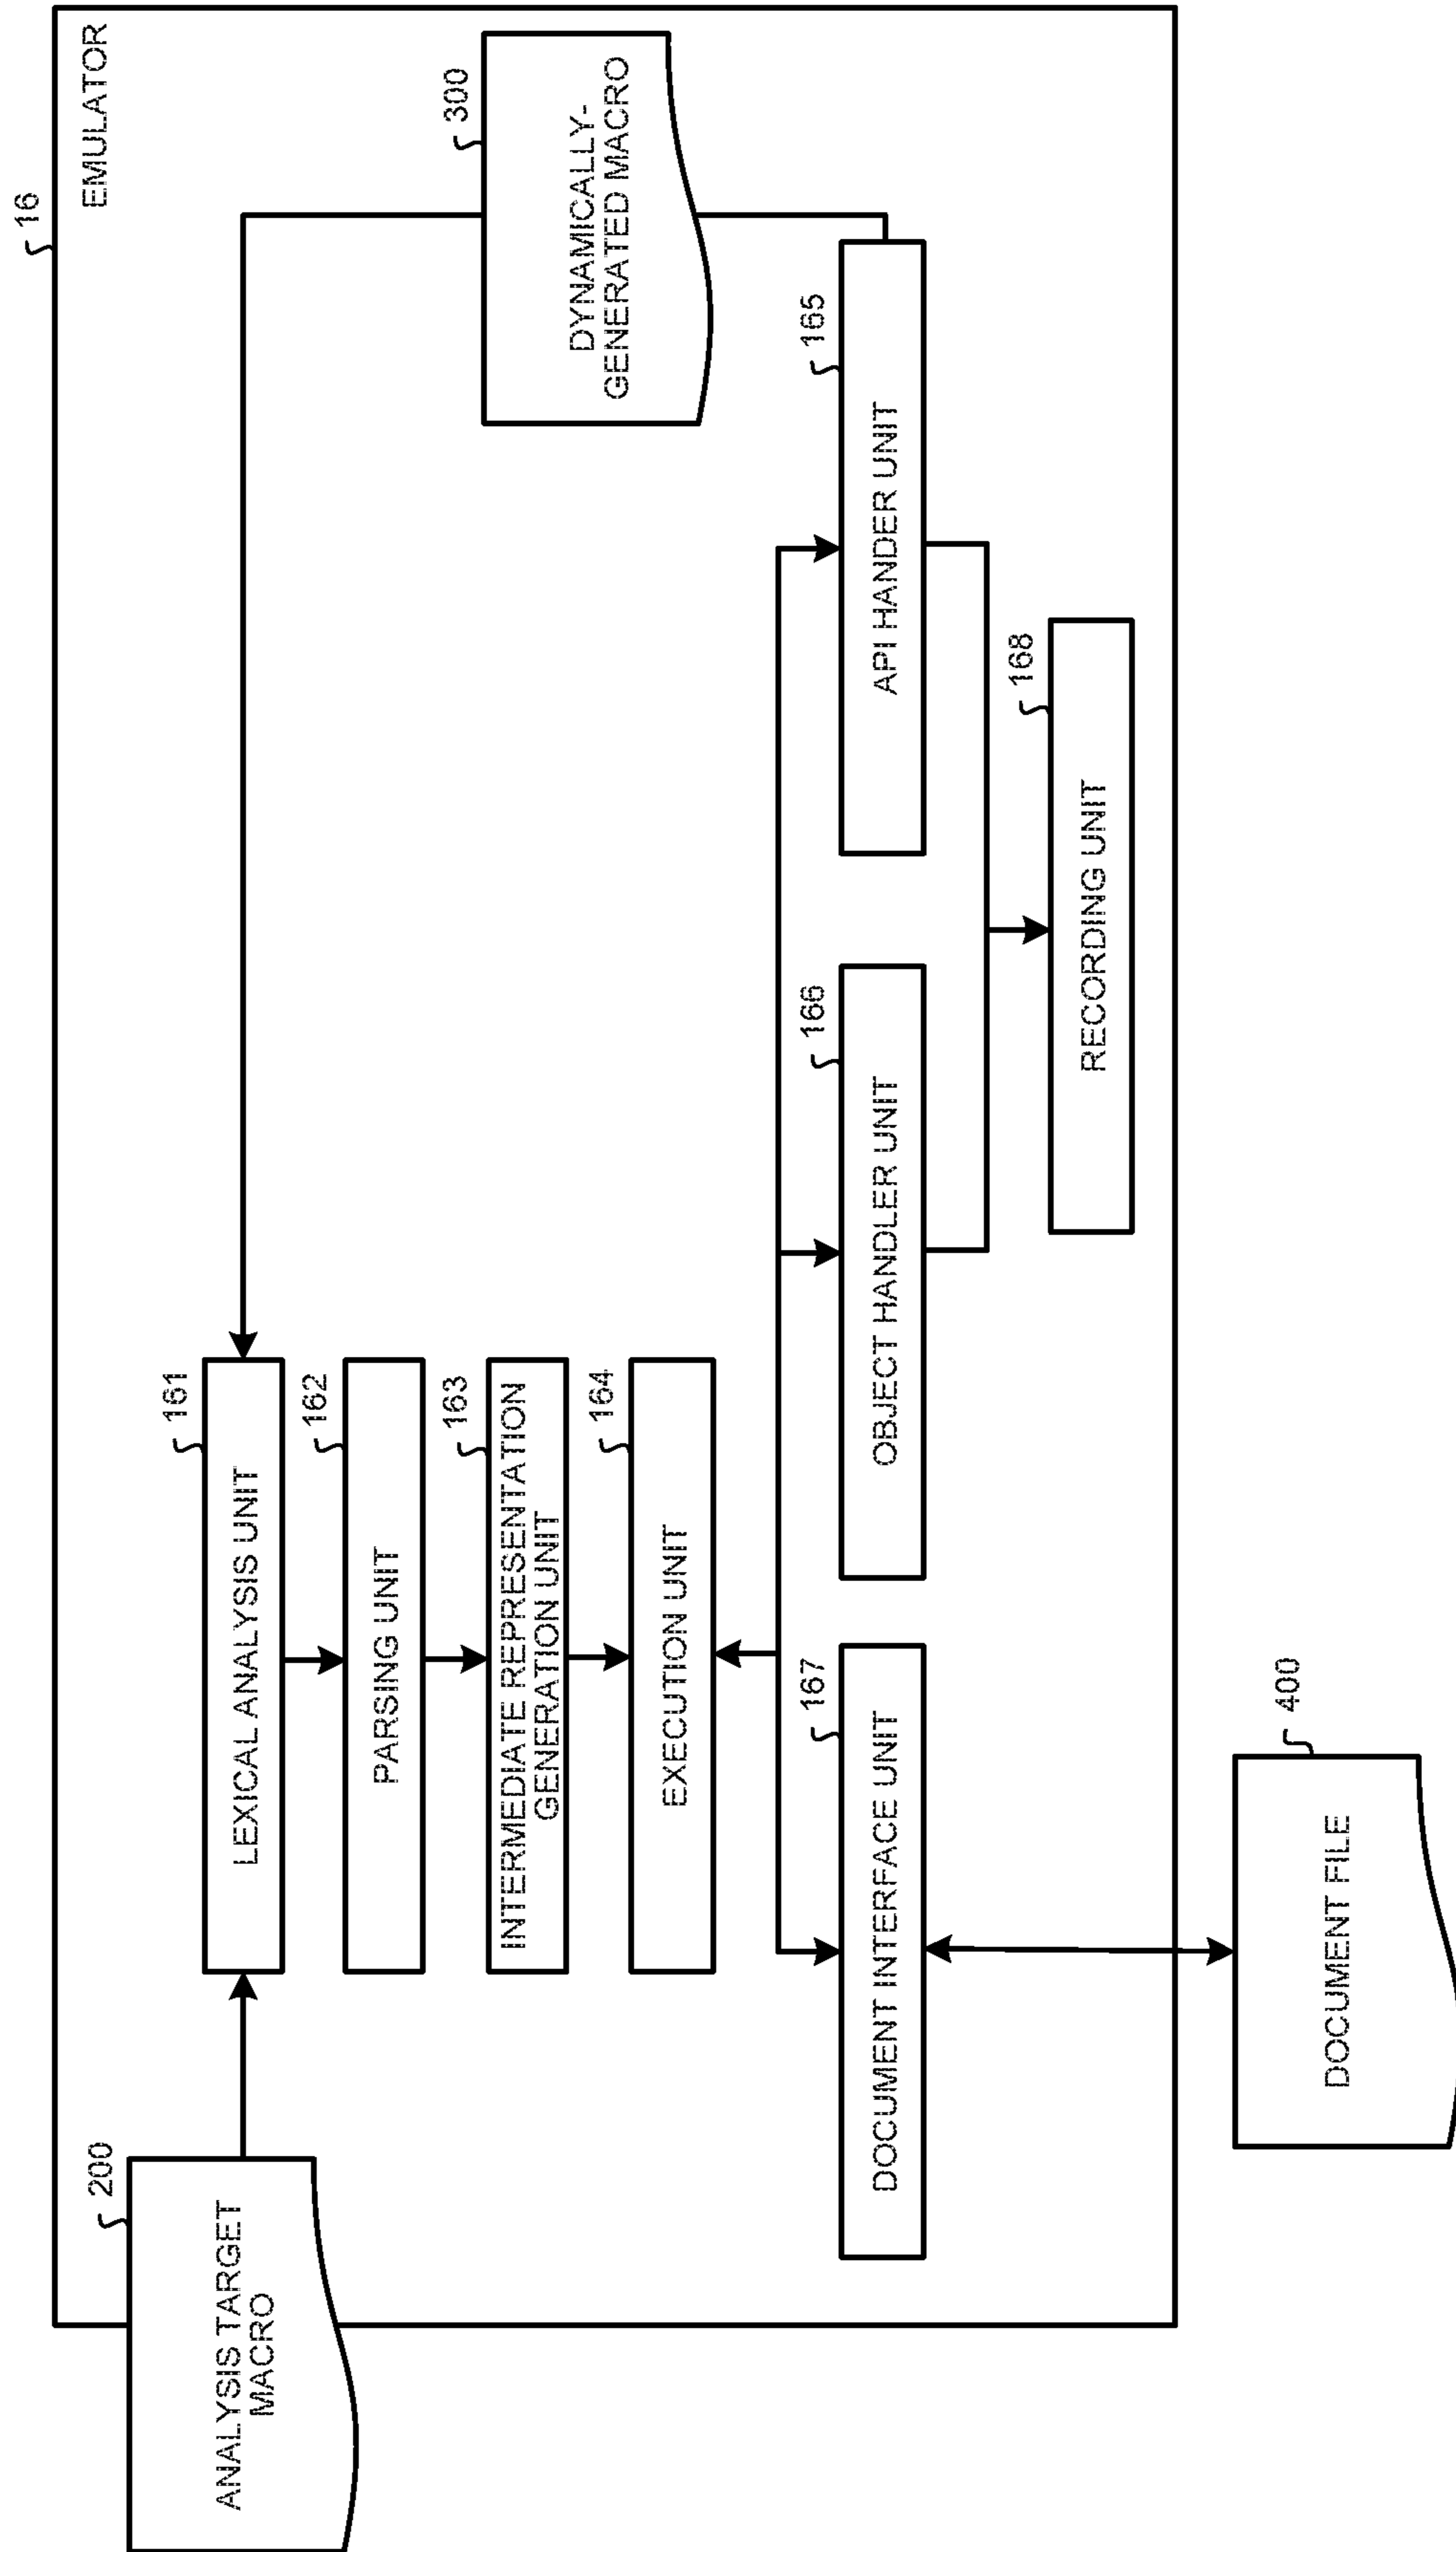 16
EMULATOR
200
ANALYSIS TARGET
MACRO
161
LEXICAL ANALYSIS UNIT
162
PARSING UNIT
163
INTERMEDIATE REPRESENTATION
GENERATION UNIT
164
EXECUTION UNIT
300
DYNAMICALLY-
GENERATED MACRO
167
DOCUMENT INTERFACE UNIT
166
OBJECT HANDLER UNIT
165
API HANDER UNIT
168
RECORDING UNIT
400
DOCUMENT FILE